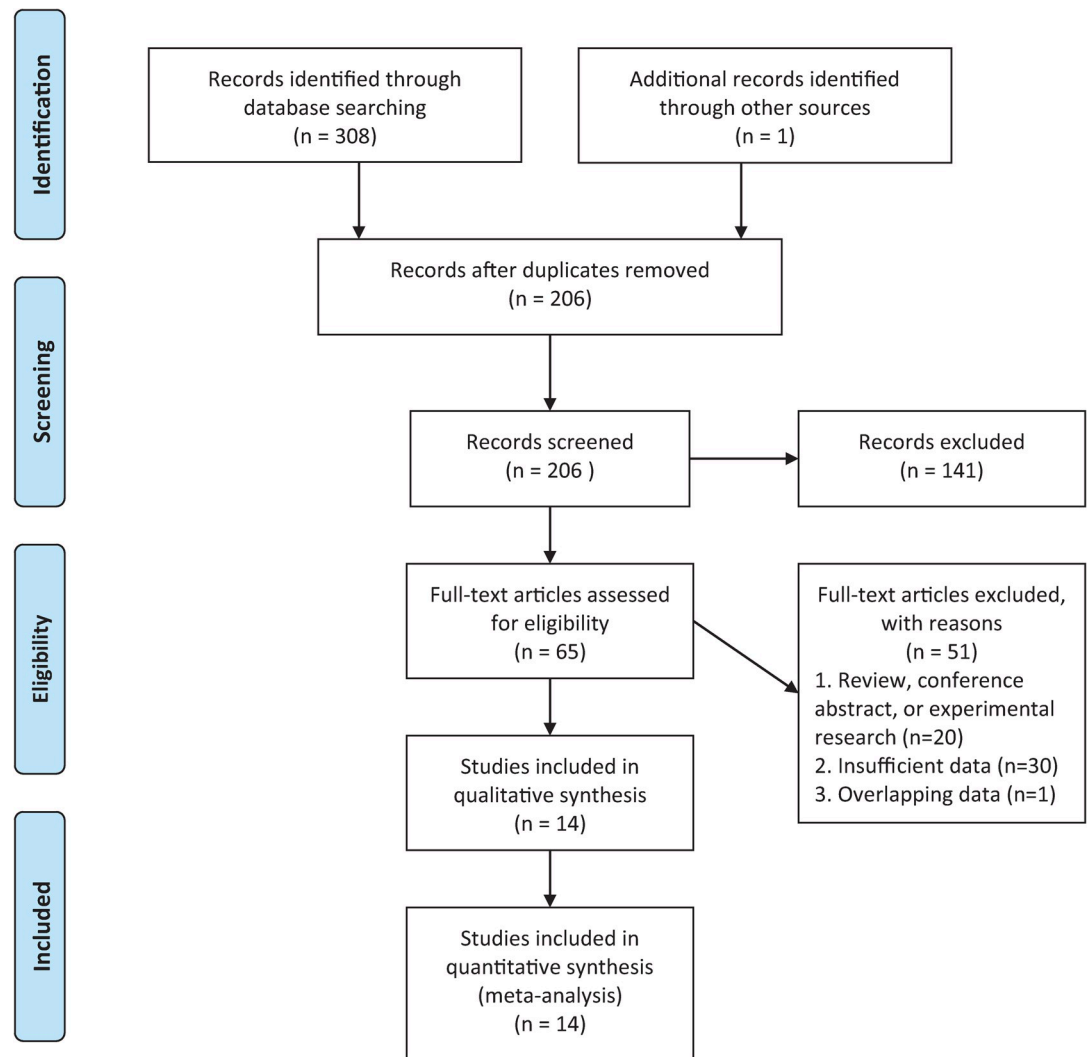 Identification
Records identified through
database searching
(n = 308)
Additional records identified
through other sources
(n = 1)
Records after duplicates removed
(n = 206)
Screening
Records screened
(n = 206 )
Records excluded
(n = 141)
Eligibility
Full-text articles assessed
for eligibility
(n = 65)
Full-text articles excluded,
with reasons
(n = 51)
1. Review, conference
abstract, or experimental
research (n=20)
2. Insufficient data (n=30)
3. Overlapping data (n=1)
Studies included in
qualitative synthesis
(n = 14)
Included
Studies included in
quantitative synthesis
(meta-analysis)
(n = 14)